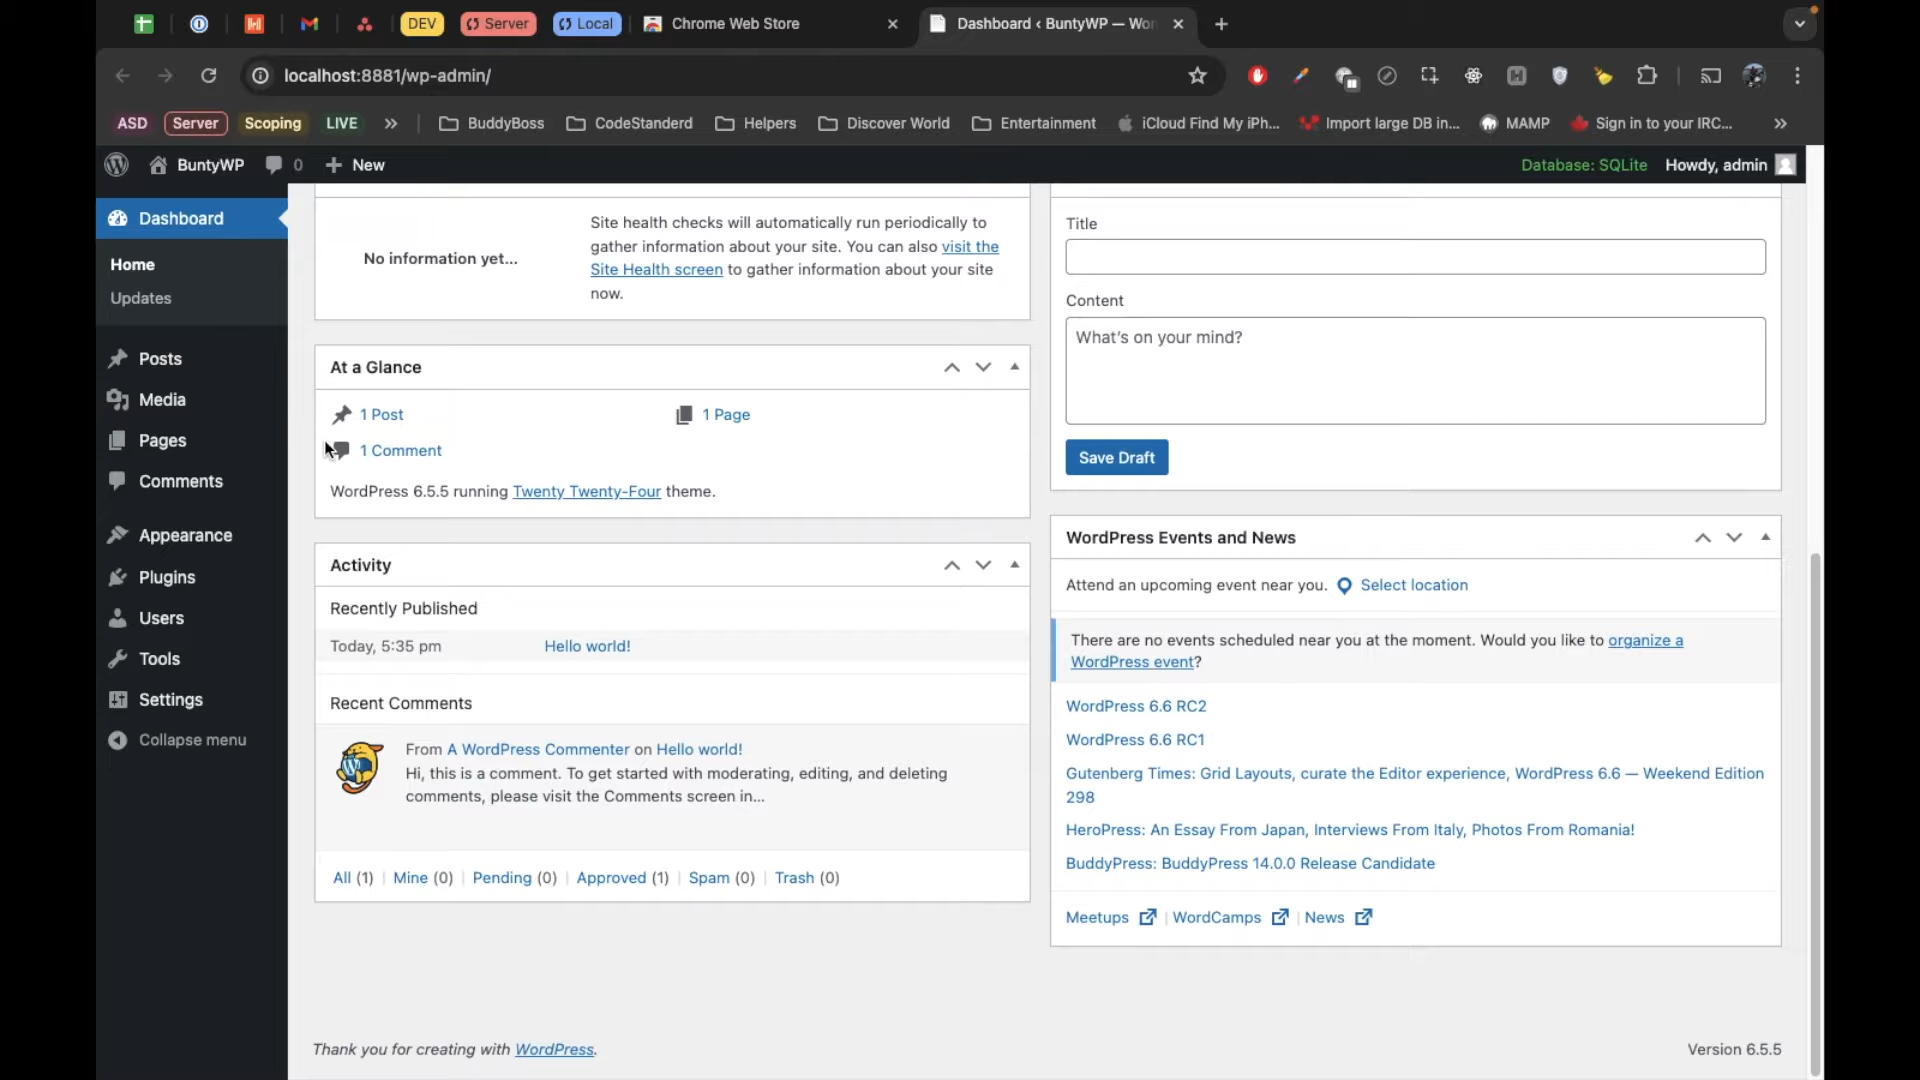 DEV
Server
Local
Chrome Web Store
Dashboard ‹ BuntyWP — Wor
localhost:8881/wp-admin/
ASD
Server
Scoping
LIVE
»
BuddyBoss
CodeStanderd
Helpers
Discover World
Entertainment
iCloud Find My iPh...
Import large DB in...
MAMP
Sign in to your IRC...
»
BuntyWP
0
New
Database: SQLite
Howdy, admin
Dashboard
Home
Updates
Posts
Media
Pages
Comments
Appearance
Plugins
Users
Tools
Settings
Collapse menu
No information yet...
Site health checks will automatically run periodically to
gather information about your site. You can also visit the
Site Health screen to gather information about your site
now.
At a Glance
1 Post
1 Page
1 Comment
WordPress 6.5.5 running Twenty Twenty-Four theme.
Activity
Recently Published
Today, 5:35 pm
Hello world!
Recent Comments
From A WordPress Commenter on Hello world!
Hi, this is a comment. To get started with moderating, editing, and deleting
comments, please visit the Comments screen in...
All (1) | Mine (0) | Pending (0) | Approved (1) | Spam (0) | Trash (0)
Title
Content
What's on your mind?
Save Draft
WordPress Events and News
Attend an upcoming event near you. Select location
There are no events scheduled near you at the moment. Would you like to organize a
WordPress event?
WordPress 6.6 RC2
WordPress 6.6 RC1
Gutenberg Times: Grid Layouts, curate the Editor experience, WordPress 6.6 — Weekend Edition
298
HeroPress: An Essay From Japan, Interviews From Italy, Photos From Romania!
BuddyPress: BuddyPress 14.0.0 Release Candidate
Meetups | WordCamps | News
Thank you for creating with WordPress.
Version 6.5.5